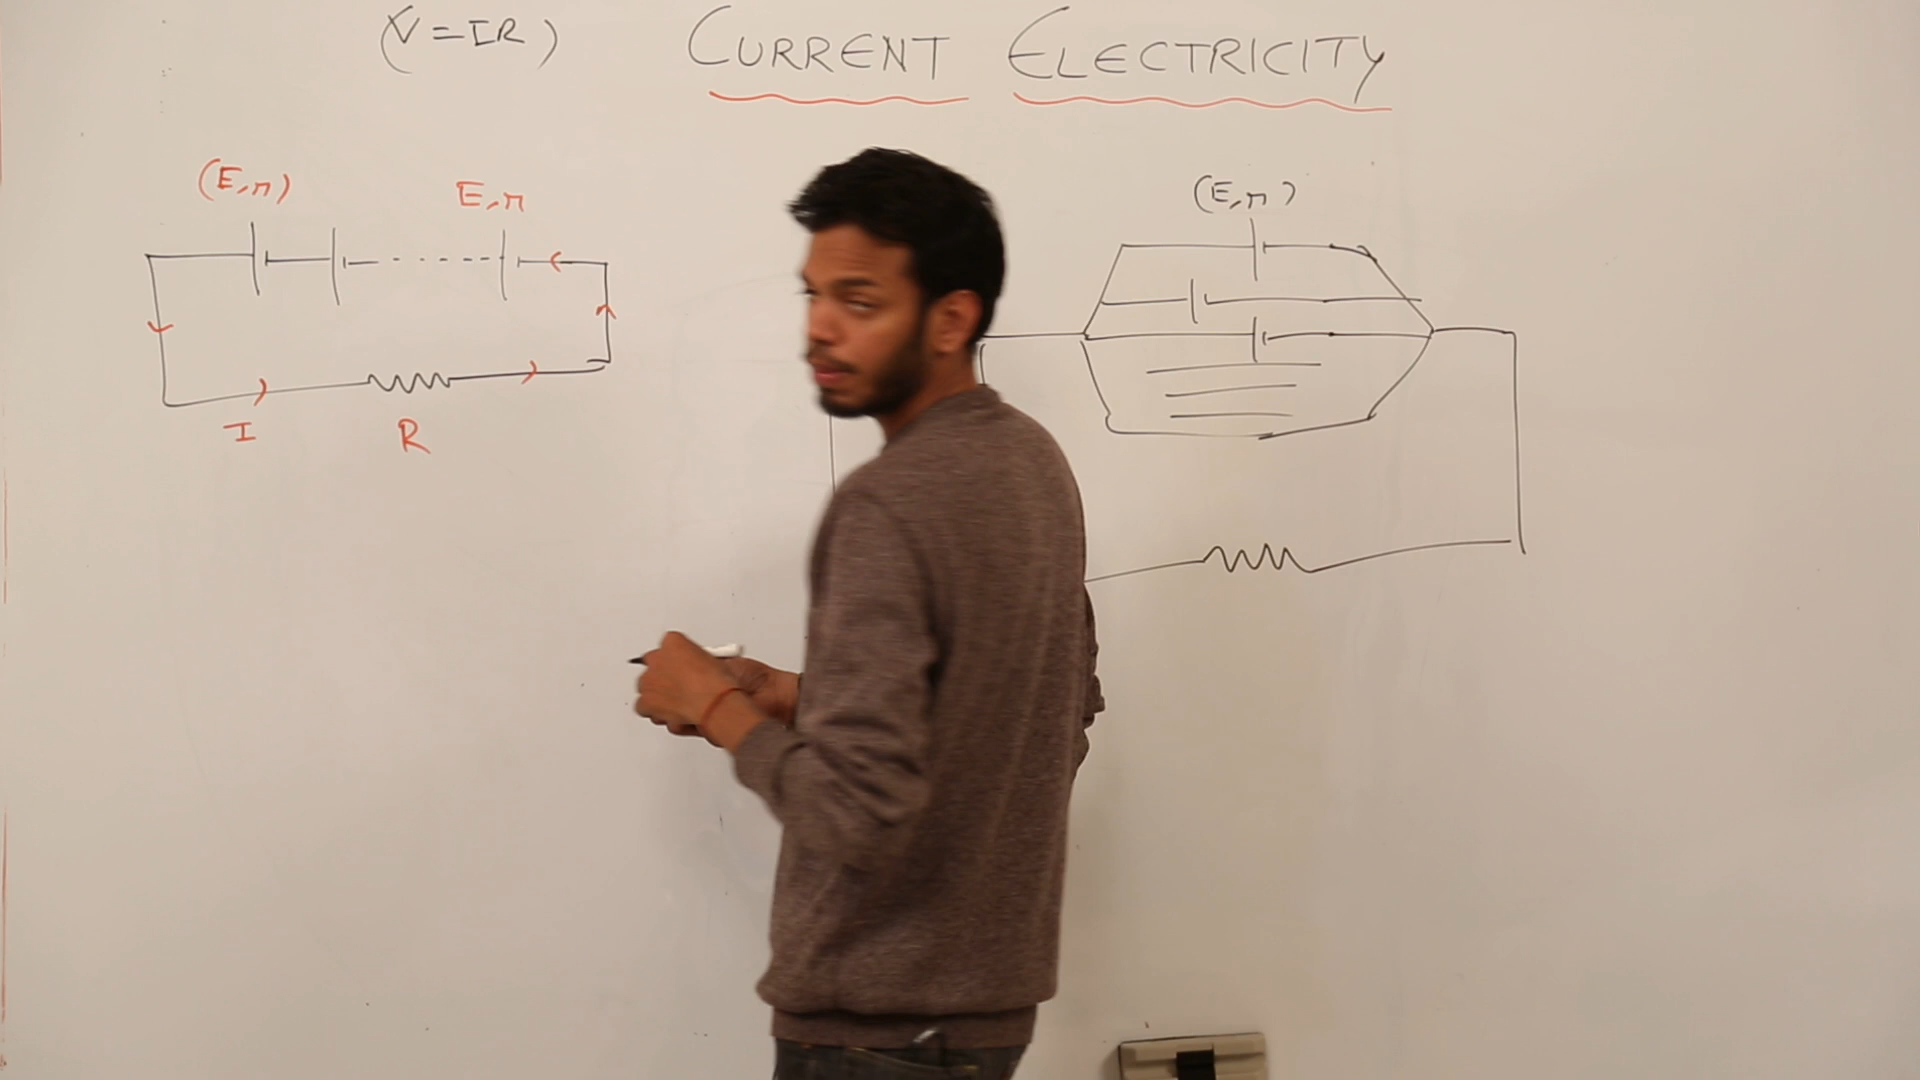 (V=IR)
CURRENT ELECTRICITY
(E,r)
E,r
(E,r)
I
R